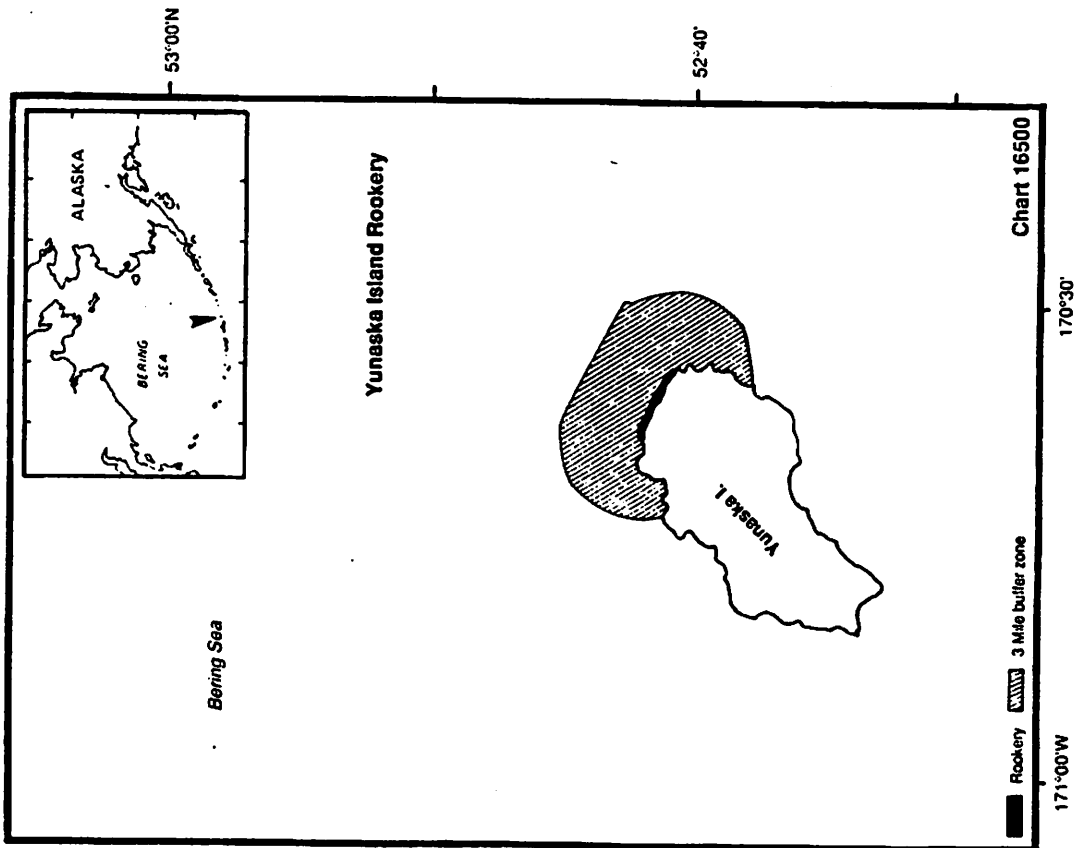 53°00'N
ALASKA
BERING
SEA
Yunaska Island Rookery
Bering Sea
52°40'
Yunaska I.
Rookery 3 Mile buffer zone
Chart 16500
171°00'W
170°30'